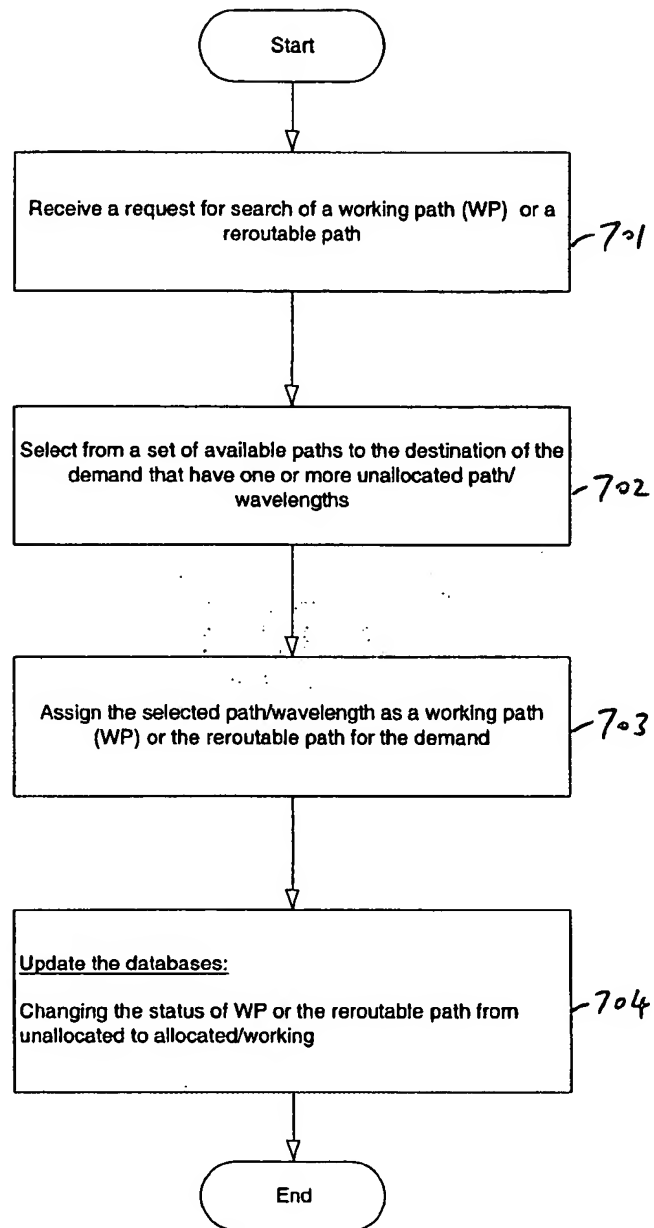 Start
Receive a request for search of a working path (WP) or a
reroutable path
701
Select from a set of available paths to the destination of the
demand that have one or more unallocated path/
wavelengths
702
Assign the selected path/wavelength as a working path
(WP) or the reroutable path for the demand
703
Update the databases:
Changing the status of WP or the reroutable path from
unallocated to allocated/working
704
End